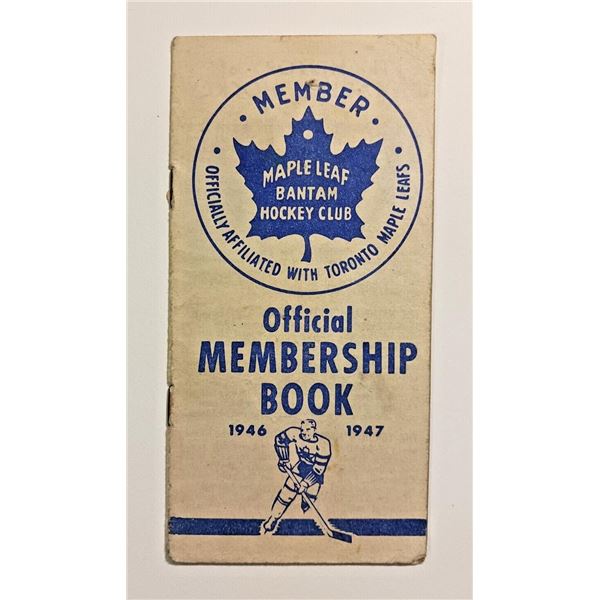 • MEMBER •
MAPLE LEAF
BANTAM
HOCKEY CLUB
• OFFICIALLY AFFILIATED WITH TORONTO MAPLE LEAFS •
Official
MEMBERSHIP
BOOK
1946 1947